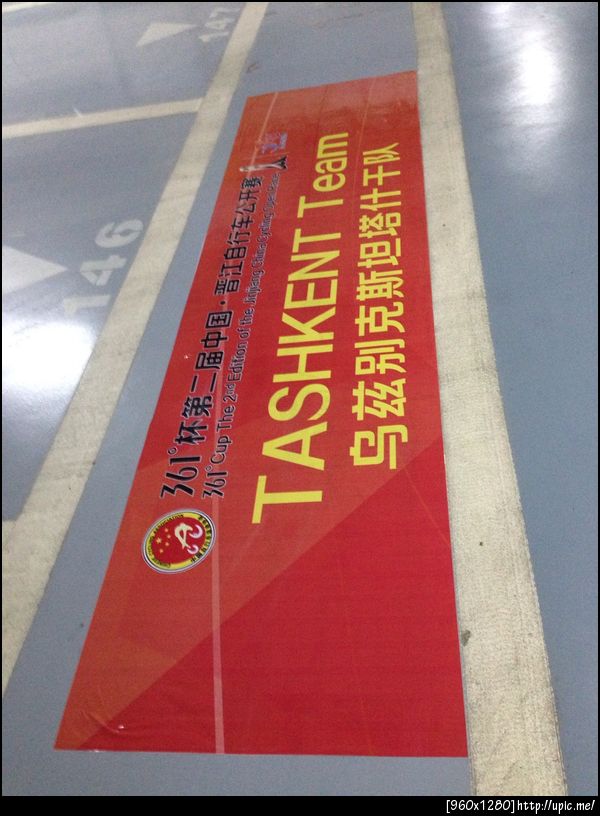 361°杯第二届中国·晋江自行车公开赛
361°Cup The 2nd Edition of the Jinjiang China Cycling Open Race
TASHKENT Team
乌兹别克斯坦塔什干队
146
147
[960x1280]http://upic.me/